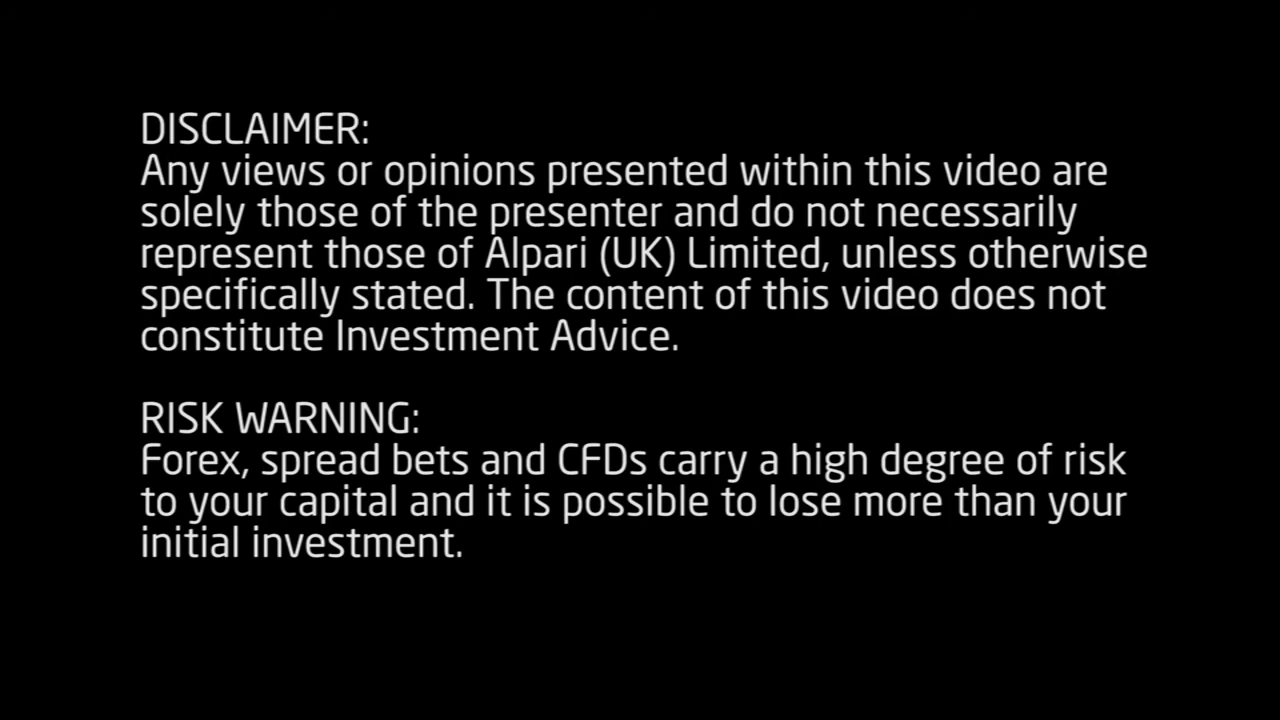 DISCLAIMER:
Any views or opinions presented within this video are
solely those of the presenter and do not necessarily
represent those of Alpari (UK) Limited, unless otherwise
specifically stated. The content of this video does not
constitute Investment Advice.
RISK WARNING:
Forex, spread bets and CFDs carry a high degree of risk
to your capital and it is possible to lose more than your
initial investment.